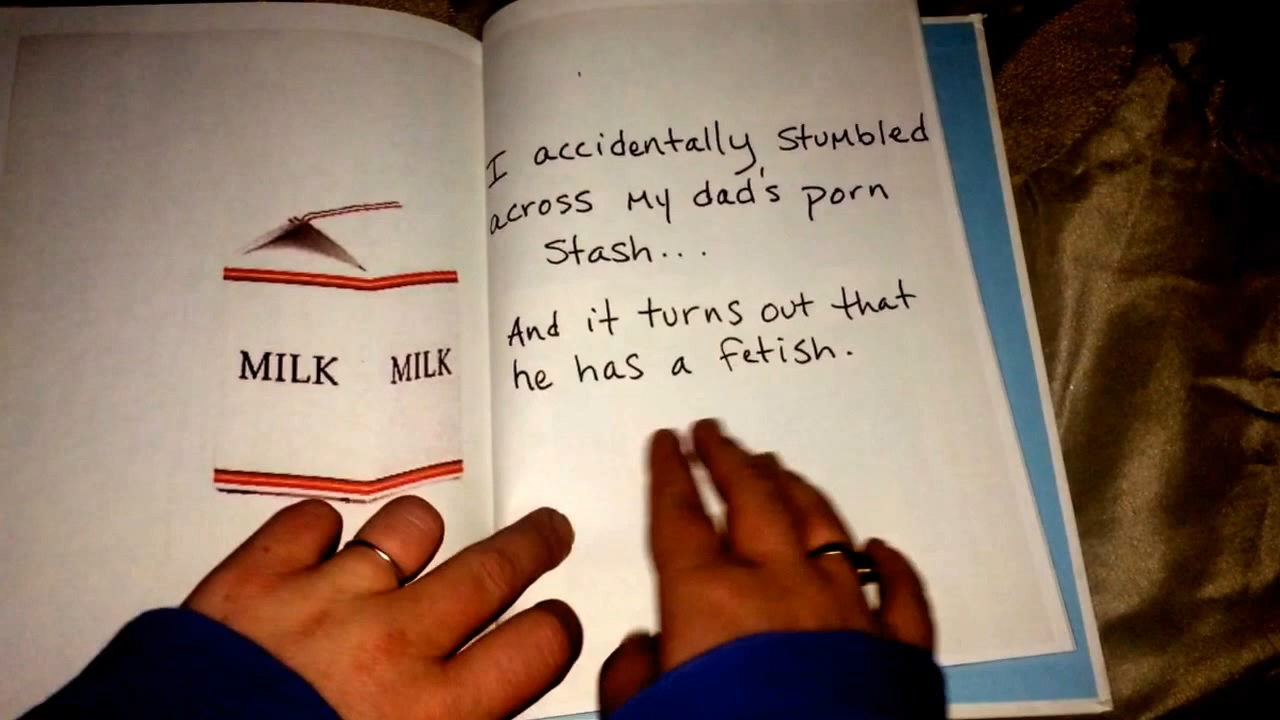 MILK MILK
I accidentally stumbled
across my dad's porn
stash...
And it turns out that
he has a fetish.